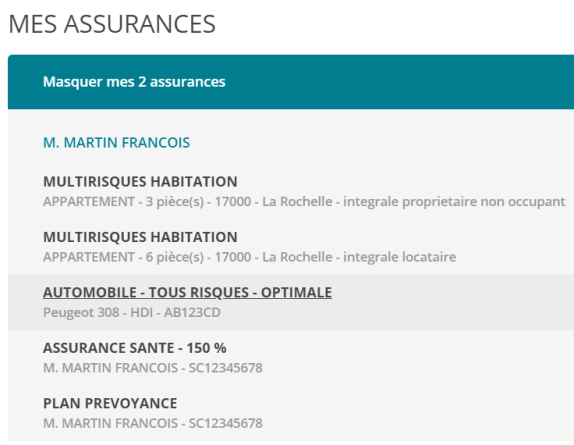 MES ASSURANCES
Masquer mes 2 assurances
M. MARTIN FRANCOIS
MULTIRISQUES HABITATION
APPARTEMENT - 3 pièce(s) - 17000 - La Rochelle - integrale proprietaire non occupant
MULTIRISQUES HABITATION
APPARTEMENT - 6 pièce(s) - 17000 - La Rochelle - integrale locataire
AUTOMOBILE - TOUS RISQUES - OPTIMALE
Peugeot 308 - HDI - AB123CD
ASSURANCE SANTE - 150 %
M. MARTIN FRANCOIS - SC12345678
PLAN PREVOYANCE
M. MARTIN FRANCOIS - SC12345678